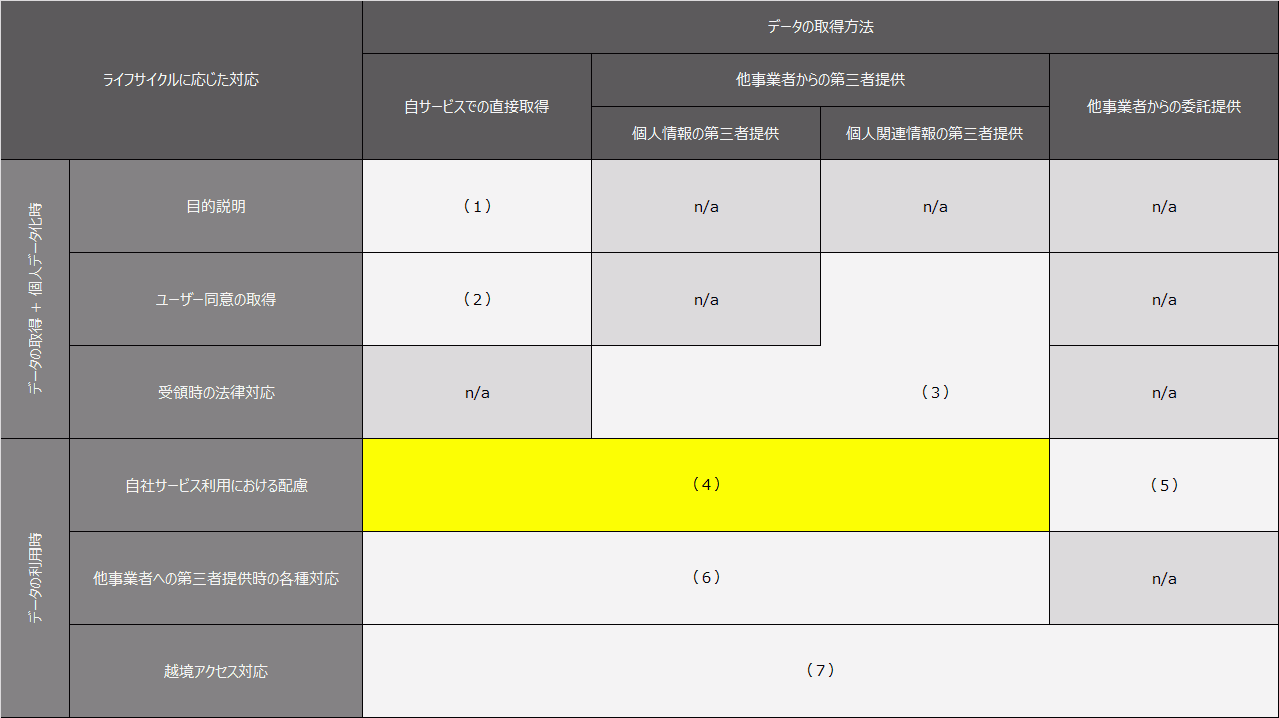 データの取得方法
ライフサイクルに応じた対応
自サービスでの直接取得
他事業者からの第三者提供
他事業者からの委託提供
個人情報の第三者提供
個人関連情報の第三者提供
データの取得 + 個人データ化時
目的説明
（１）
n/a
n/a
n/a
ユーザー同意の取得
（２）
n/a
n/a
受領時の法律対応
n/a
（３）
n/a
データの利用時
自社サービス利用における配慮
（４）
（５）
他事業者への第三者提供時の各種対応
（６）
n/a
越境アクセス対応
（７）